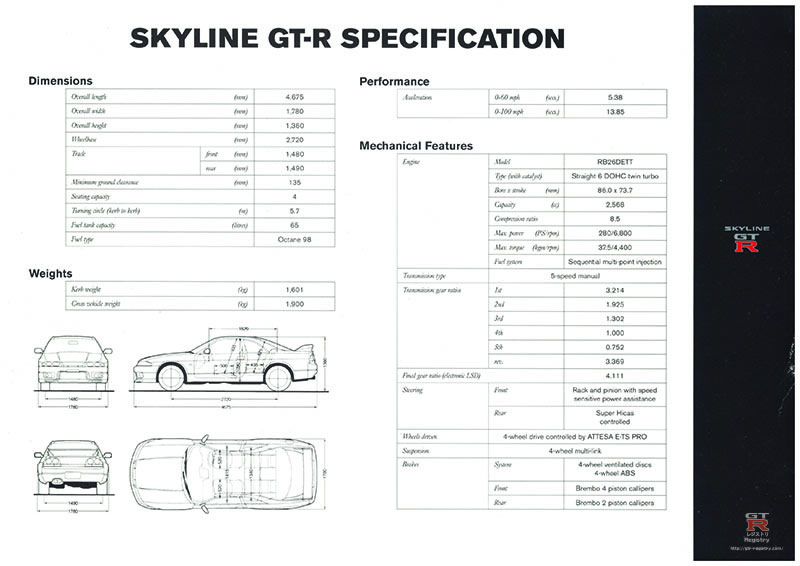 SKYLINE GT-R SPECIFICATION
Dimensions
Overall length (mm) 4,675
Overall width (mm) 1,780
Overall height (mm) 1,360
Wheelbase (mm) 2,720
Track front (mm) 1,480
rear (mm) 1,490
Minimum ground clearance (mm) 135
Seating capacity 4
Turning circle (kerb to kerb) (m) 5.7
Fuel tank capacity (litres) 65
Fuel type Octane 98
Weights
Kerb weight (kg) 1,601
Gross vehicle weight (kg) 1,900
1480
1780
2720
4675
1360
1490
1780
Performance
Acceleration 0-60 mph (sec.) 5.38
0-100 mph (sec.) 13.85
Mechanical Features
Engine Model RB26DETT
Type (with catalyst) Straight 6 DOHC twin turbo
Bore x stroke (mm) 86.0 x 73.7
Capacity (cc) 2,568
Compression ratio 8.5
Max. power (PS/rpm) 280/6,800
Max. torque (kgm/rpm) 37.5/4,400
Fuel system Sequential multi-point injection
Transmission type 5-speed manual
Transmission gear ratios 1st 3.214
2nd 1.925
3rd 1.302
4th 1.000
5th 0.752
rev. 3.369
Final gear ratio (electronic LSD) 4.111
Steering Front Rack and pinion with speed
sensitive power assistance
Rear Super Hicas
controlled
Wheels driven 4-wheel drive controlled by ATTESA E-TS PRO
Suspension 4-wheel multi-link
Brakes System 4-wheel ventilated discs
4-wheel ABS
Front Brembo 4 piston callipers
Rear Brembo 2 piston callipers
SKYLINE
GT
R
GT
R
レジストリ
Registry
http://gtr-registry.com/